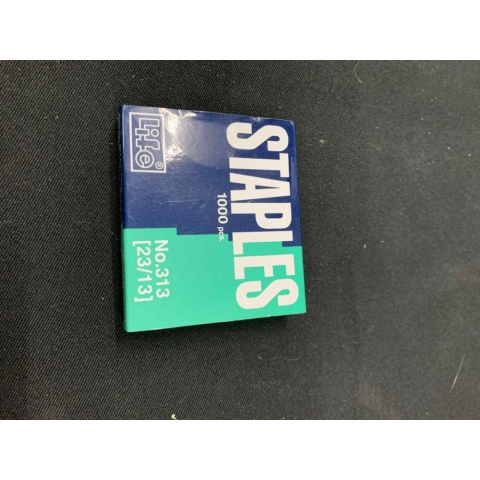 STAPLES
1000 pcs.
Life®
No.313
[23/13]